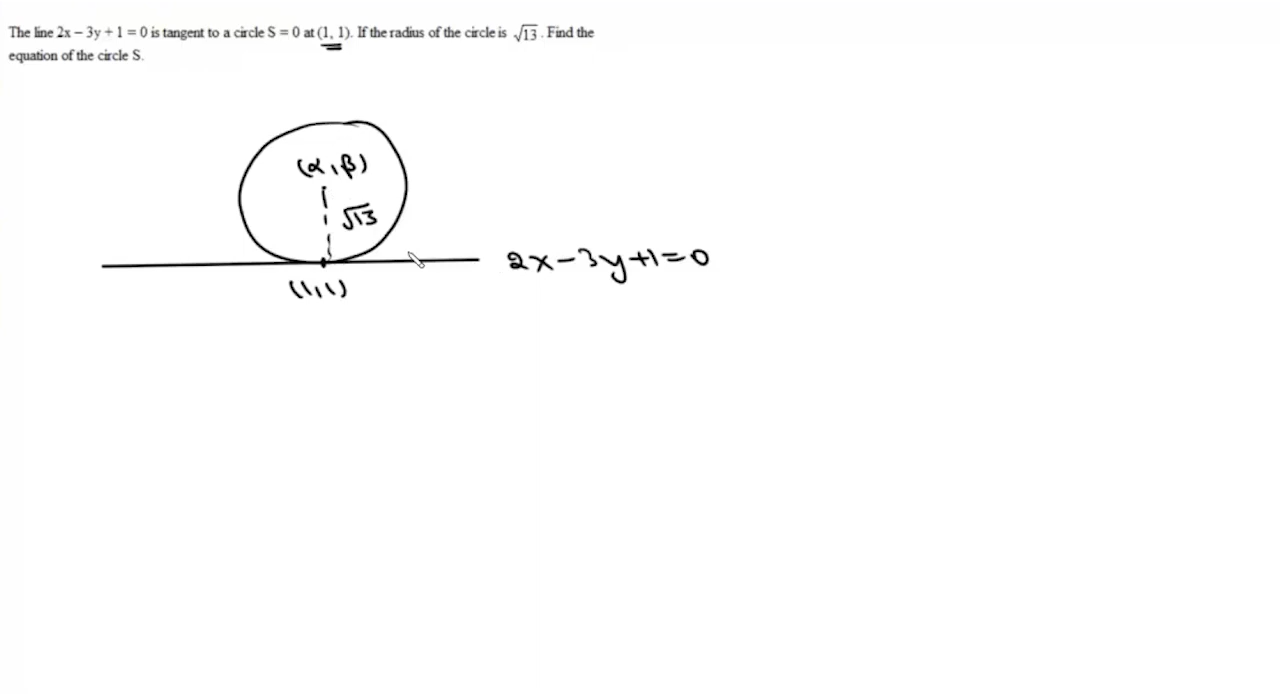 The line 2x – 3y + 1 = 0 is tangent to a circle S = 0 at (1, 1). If the radius of the circle is √13. Find the
equation of the circle S.
(α, β)
√13
2x-3y+1=0
(1,1)